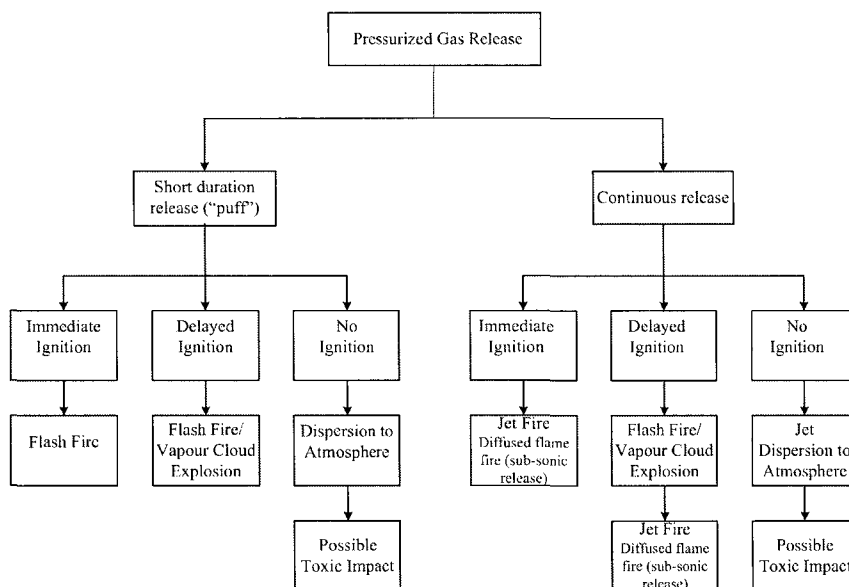 Pressurized Gas Release
Short duration
release ("puff")
Continuous release
Immediate
Ignition
Delayed
Ignition
No
Ignition
Immediate
Ignition
Delayed
Ignition
No
Ignition
Flash Fire
Flash Fire/
Vapour Cloud
Explosion
Dispersion to
Atmosphere
Jet Fire
Diffused flame
fire (sub-sonic
release)
Flash Fire/
Vapour Cloud
Explosion
Jet
Dispersion to
Atmosphere
Possible
Toxic Impact
Jet Fire
Diffused flame
fire (sub-sonic
release)
Possible
Toxic Impact